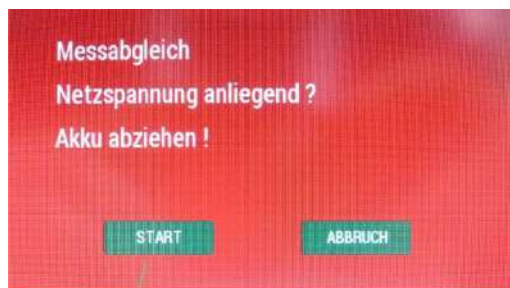 Messabgleich
Netzspannung anliegend ?
Akku abziehen !
START
ABBRUCH